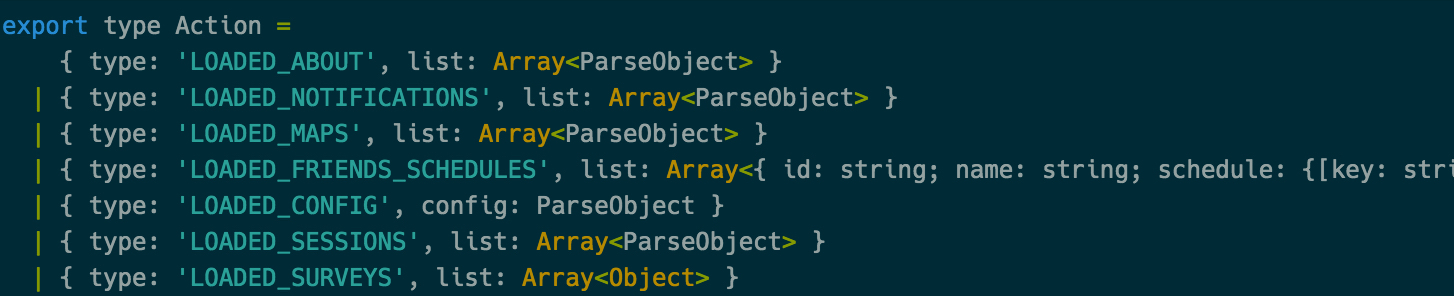 export type Action =
{ type: 'LOADED_ABOUT', list: Array<ParseObject> }
| { type: 'LOADED_NOTIFICATIONS', list: Array<ParseObject> }
| { type: 'LOADED_MAPS', list: Array<ParseObject> }
| { type: 'LOADED_FRIENDS_SCHEDULES', list: Array<{ id: string; name: string; schedule: {[key: stri
| { type: 'LOADED_CONFIG', config: ParseObject }
| { type: 'LOADED_SESSIONS', list: Array<ParseObject> }
| { type: 'LOADED_SURVEYS', list: Array<Object> }